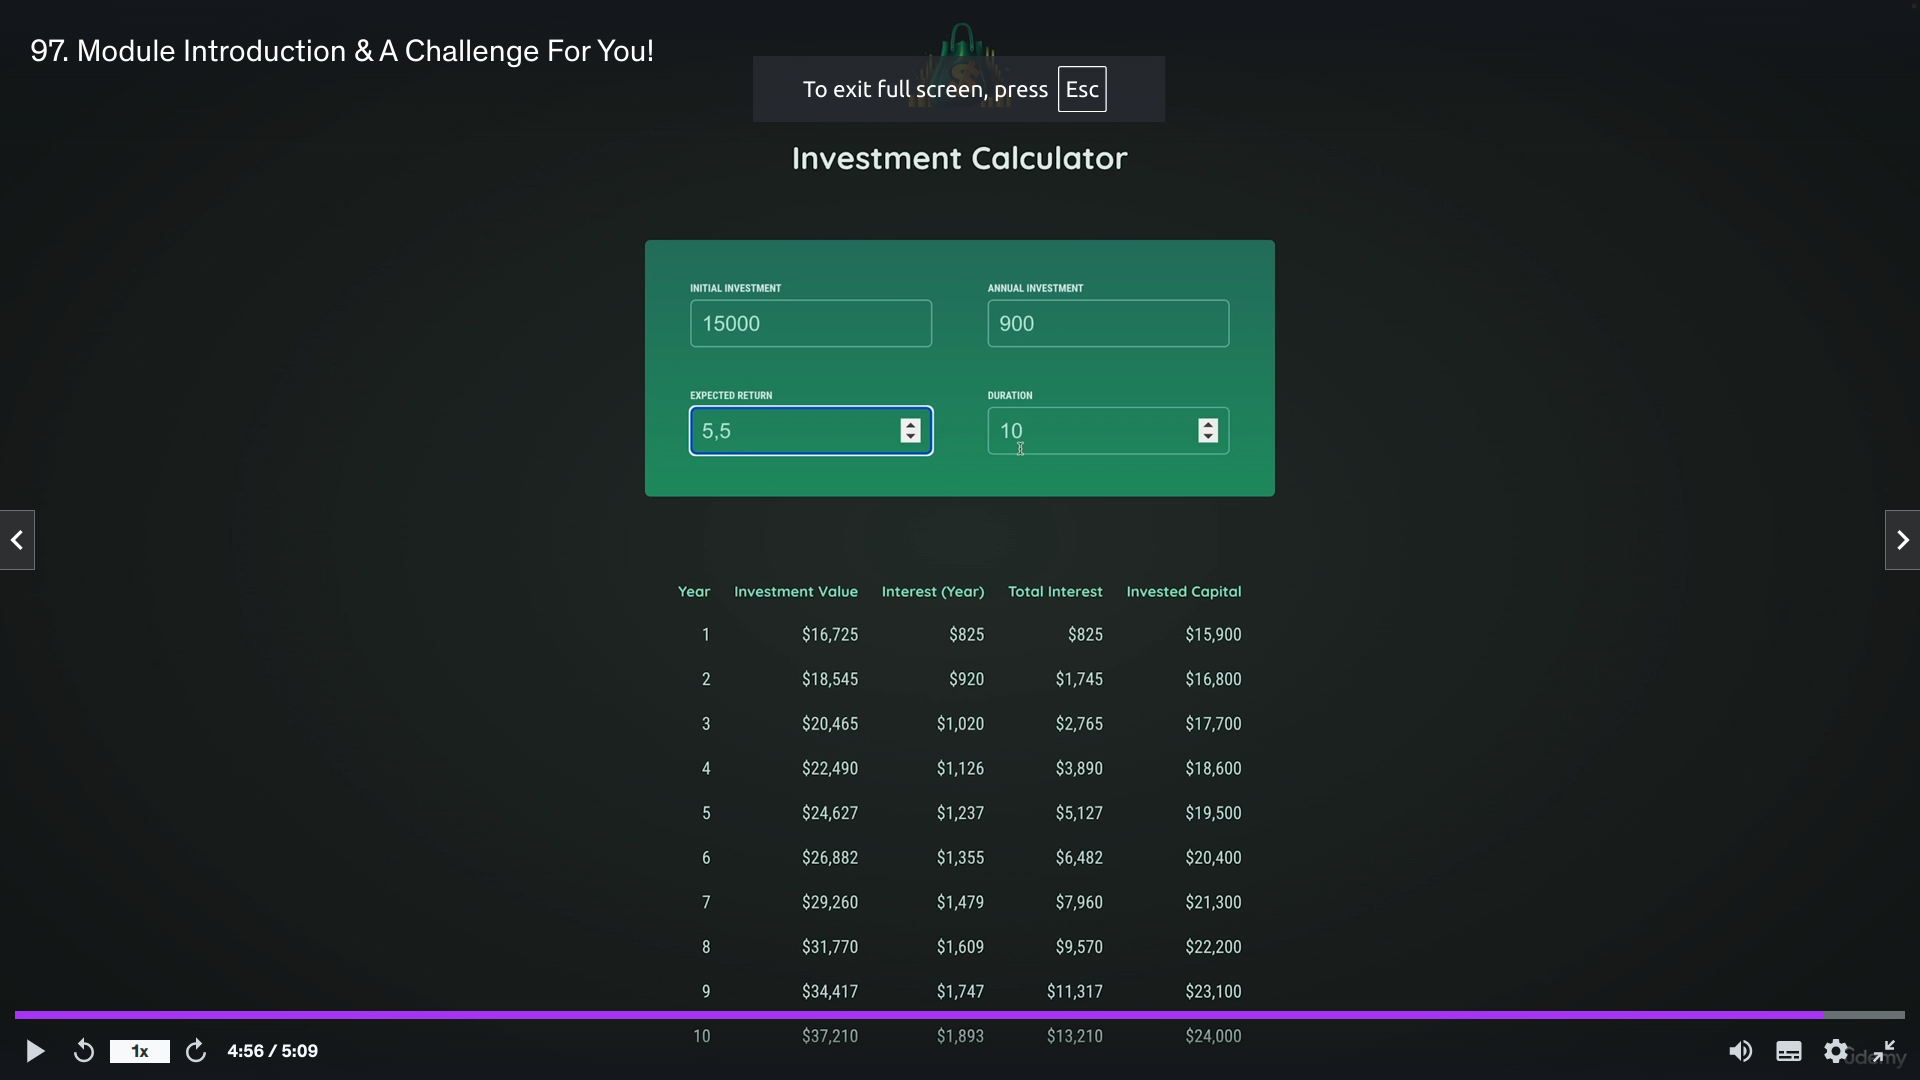 97. Module Introduction & A Challenge For You!
To exit full screen, press Esc
Investment Calculator
INITIAL INVESTMENT ANNUAL INVESTMENT
15000 900
EXPECTED RETURN DURATION
5,5 10
Year Investment Value Interest (Year) Total Interest Invested Capital
1 $16,725 $825 $825 $15,900
2 $18,545 $920 $1,745 $16,800
3 $20,465 $1,020 $2,765 $17,700
4 $22,490 $1,126 $3,890 $18,600
5 $24,627 $1,237 $5,127 $19,500
6 $26,882 $1,355 $6,482 $20,400
7 $29,260 $1,479 $7,960 $21,300
8 $31,770 $1,609 $9,570 $22,200
9 $34,417 $1,747 $11,317 $23,100
10 $37,210 $1,893 $13,210 $24,000
1x 4:56 / 5:09
udemy